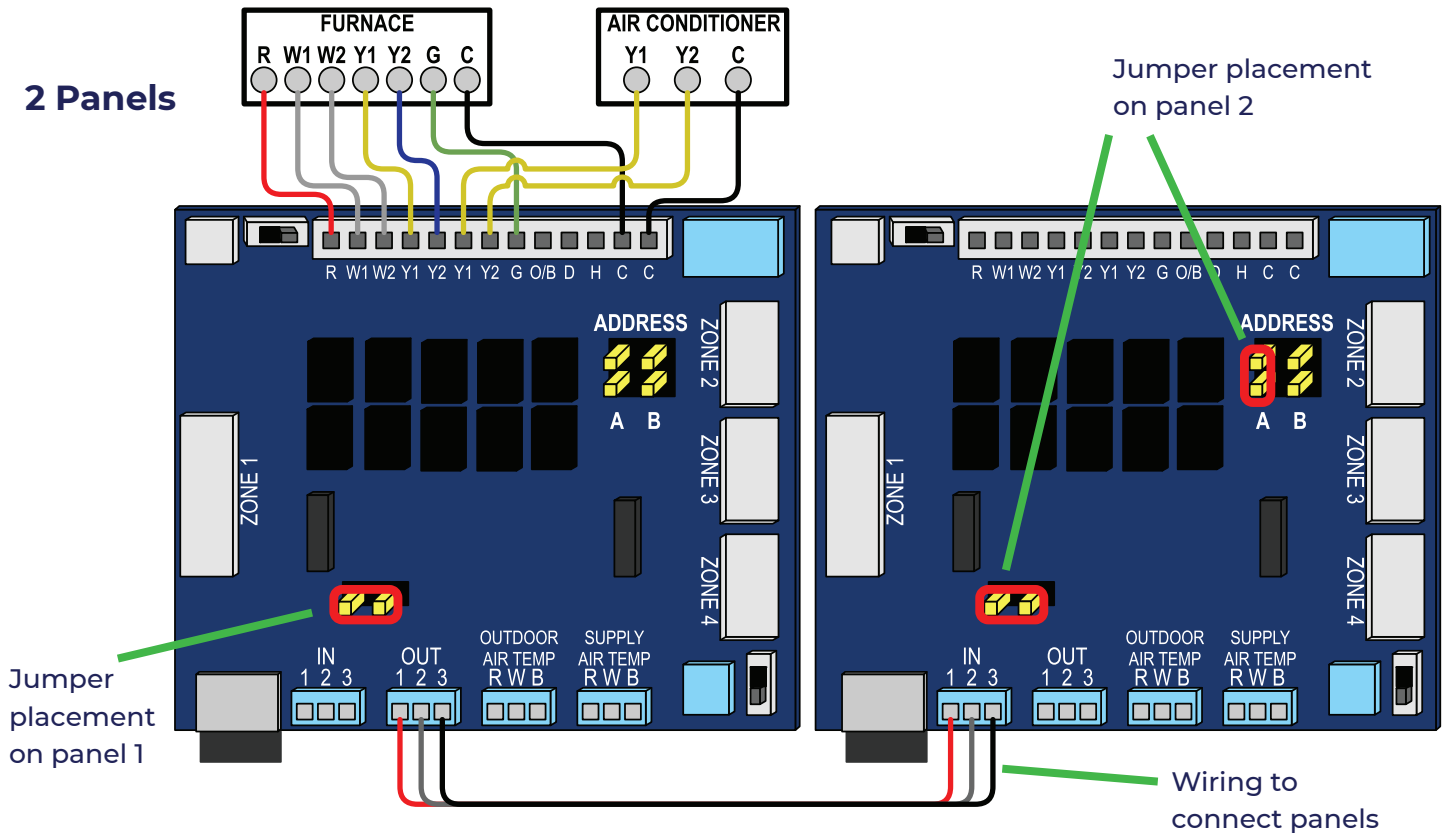 FURNACE
R W1 W2 Y1 Y2 G C
AIR CONDITIONER
Y1 Y2 C
2 Panels
Jumper placement
on panel 2
R W1 W2 Y1 Y2 Y1 Y2 G O/B D H C C
ADDRESS
A B
ZONE 1
ZONE 2
ZONE 3
ZONE 4
IN
1 2 3
OUT
1 2 3
OUTDOOR
AIR TEMP
R W B
SUPPLY
AIR TEMP
R W B
Jumper
placement
on panel 1
R W1 W2 Y1 Y2 Y1 Y2 G O/B D H C C
ADDRESS
A B
ZONE 1
ZONE 2
ZONE 3
ZONE 4
IN
1 2 3
OUT
1 2 3
OUTDOOR
AIR TEMP
R W B
SUPPLY
AIR TEMP
R W B
Wiring to
connect panels